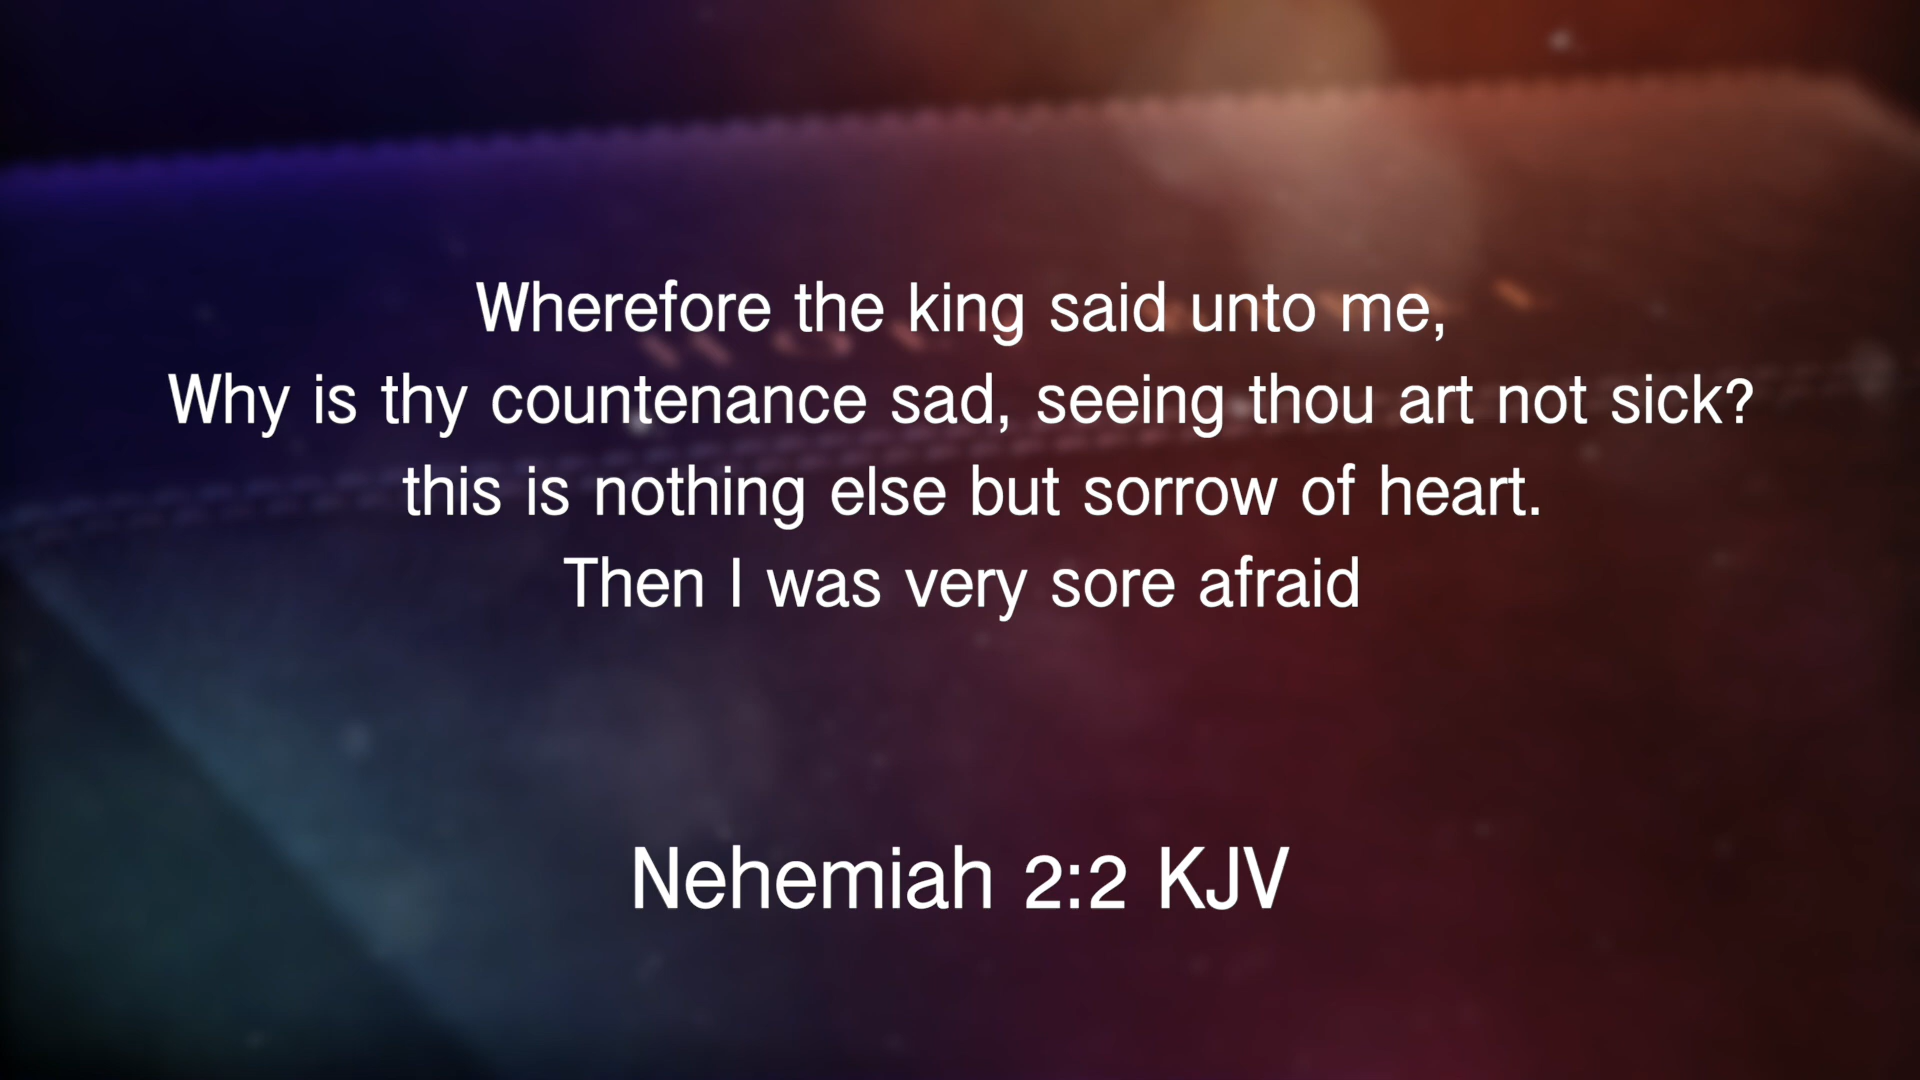 Wherefore the king said unto me,
Why is thy countenance sad, seeing thou art not sick?
this is nothing else but sorrow of heart.
Then I was very sore afraid
Nehemiah 2:2 KJV